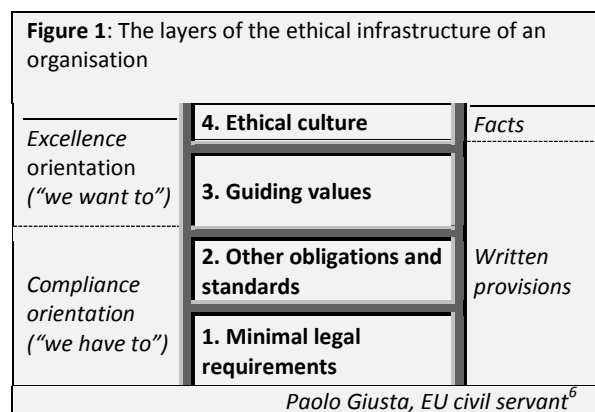 Figure 1: The layers of the ethical infrastructure of an
organisation
Excellence
orientation
(“we want to”)
4. Ethical culture
Facts
3. Guiding values
2. Other obligations and
standards
Written
provisions
Compliance
orientation
(“we have to”)
1. Minimal legal
requirements
Paolo Giusta, EU civil servant6